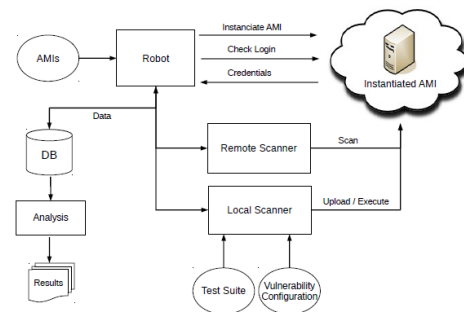 Instanciate AMI
AMIs
Robot
Check Login
Credentials
Instantiated AMI
Data
DB
Remote Scanner
Scan
Analysis
Local Scanner
Upload / Execute
Results
Test Suite
Vulnerability
Configuration